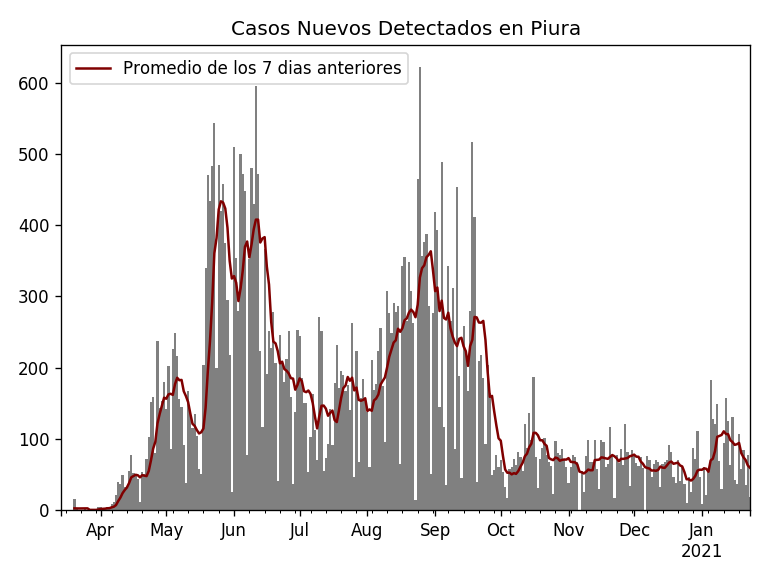 Casos Nuevos Detectados en Piura
Promedio de los 7 dias anteriores
600
500
400
300
200
100
0
Apr May Jun Jul Aug Sep Oct Nov Dec Jan
2021